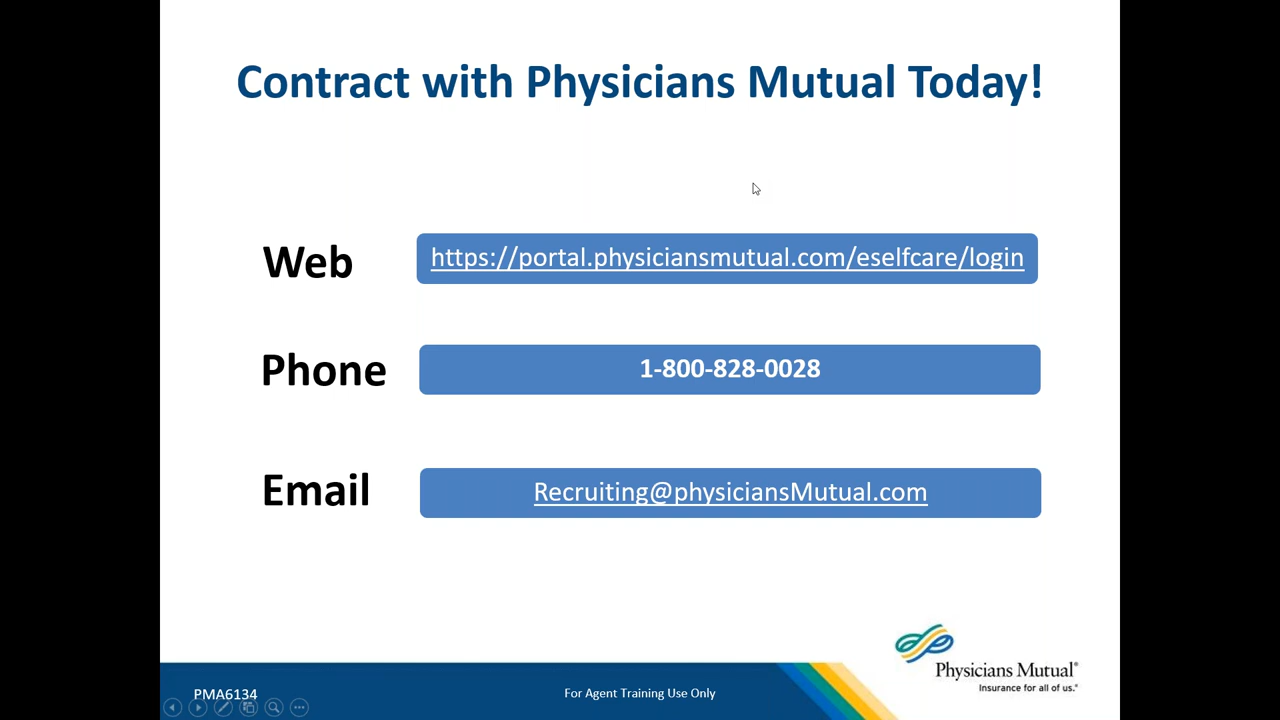 Contract with Physicians Mutual Today!
Web
https://portal.physiciansmutual.com/eselfcare/login
Phone
1-800-828-0028
Email
Recruiting@physiciansMutual.com
Physicians Mutual®
Insurance for all of us.®
PMA6134
For Agent Training Use Only